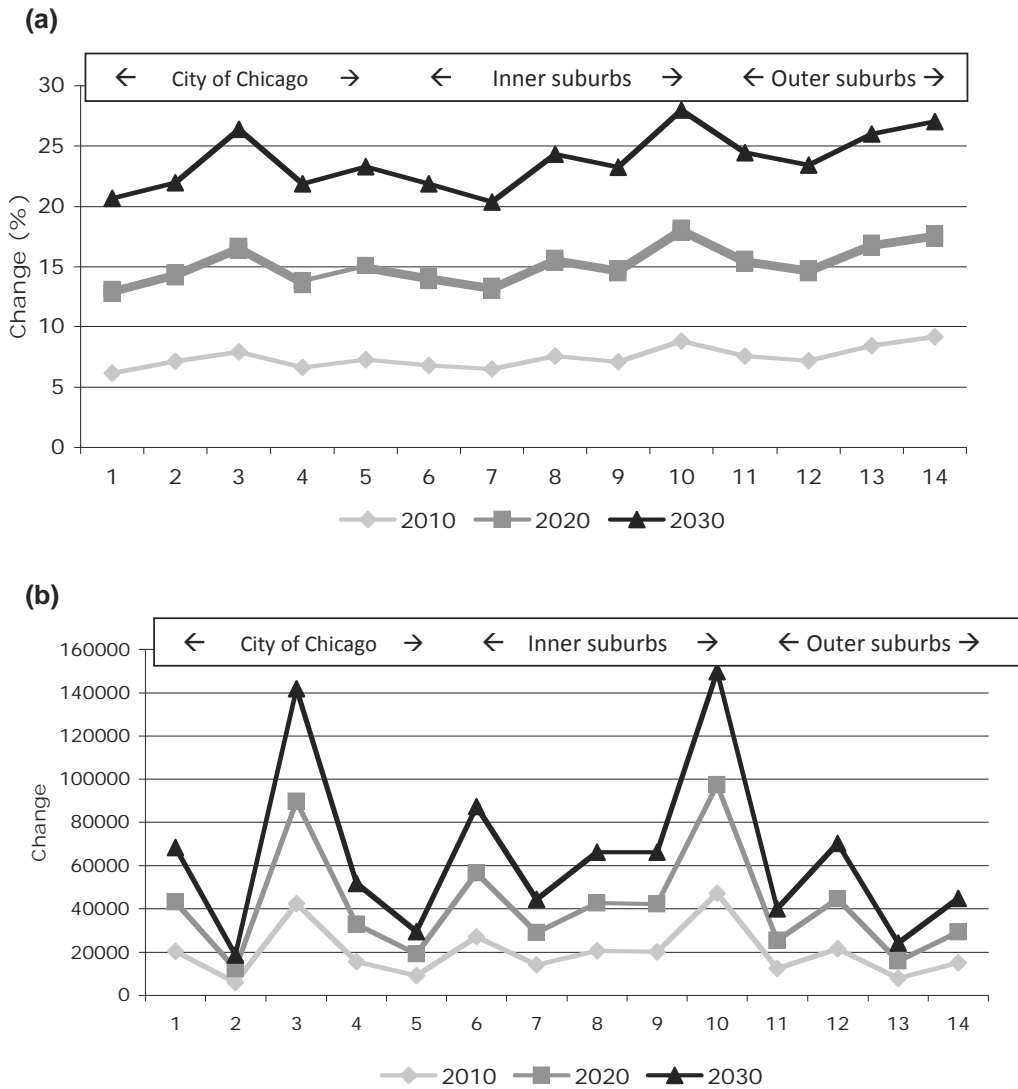 (a)
← City of Chicago → ← Inner suburbs → ← Outer suburbs →
30
25
20
15
10
5
0
Change (%)
1 2 3 4 5 6 7 8 9 10 11 12 13 14
2010 2020 2030
(b)
← City of Chicago → ← Inner suburbs → ← Outer suburbs →
160000
140000
120000
100000
80000
60000
40000
20000
0
Change
1 2 3 4 5 6 7 8 9 10 11 12 13 14
2010 2020 2030